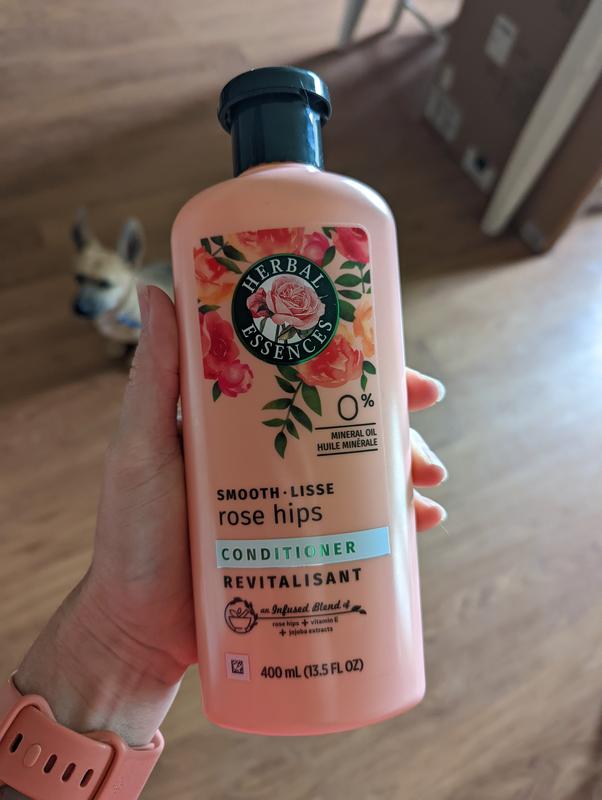 HERBAL
ESSENCES
0%
MINERAL OIL
HUILE MINÉRALE
SMOOTH • LISSE
rose hips
CONDITIONER
REVITALISANT
an Infused Blend of
rose hips + vitamin E
+ jojoba extracts
400 mL (13.5 FL OZ)